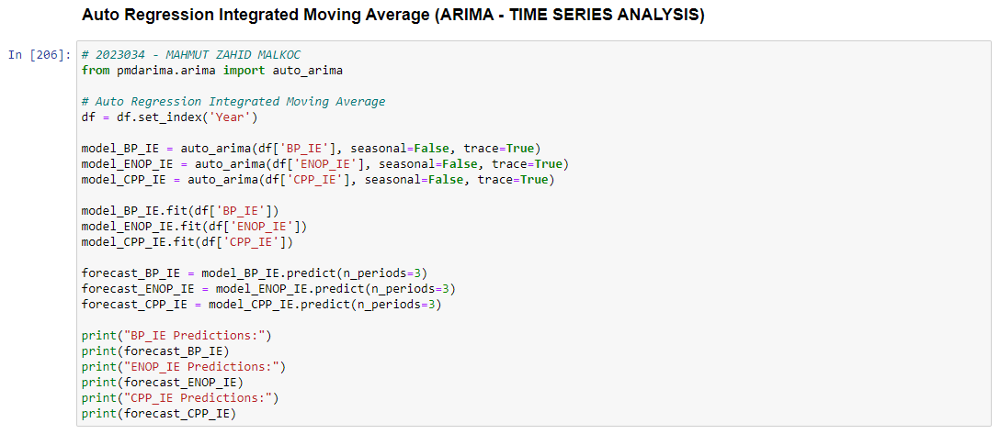 Auto Regression Integrated Moving Average (ARIMA - TIME SERIES ANALYSIS)
In [206]:
# 2023034 - MAHMUT ZAHID MALKOC
from pmdarima.arima import auto_arima
# Auto Regression Integrated Moving Average
df = df.set_index('Year')
model_BP_IE = auto_arima(df['BP_IE'], seasonal=False, trace=True)
model_ENOP_IE = auto_arima(df['ENOP_IE'], seasonal=False, trace=True)
model_CPP_IE = auto_arima(df['CPP_IE'], seasonal=False, trace=True)
model_BP_IE.fit(df['BP_IE'])
model_ENOP_IE.fit(df['ENOP_IE'])
model_CPP_IE.fit(df['CPP_IE'])
forecast_BP_IE = model_BP_IE.predict(n_periods=3)
forecast_ENOP_IE = model_ENOP_IE.predict(n_periods=3)
forecast_CPP_IE = model_CPP_IE.predict(n_periods=3)
print("BP_IE Predictions:")
print(forecast_BP_IE)
print("ENOP_IE Predictions:")
print(forecast_ENOP_IE)
print("CPP_IE Predictions:")
print(forecast_CPP_IE)